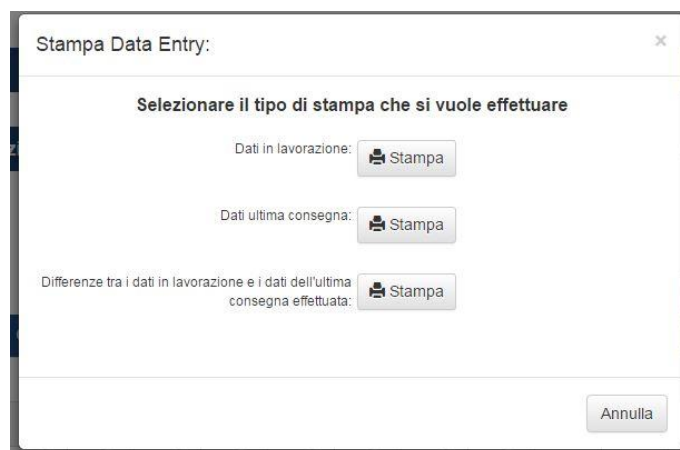 Stampa Data Entry:
×
Selezionare il tipo di stampa che si vuole effettuare
Dati in lavorazione:
Stampa
Dati ultima consegna:
Stampa
Differenze tra i dati in lavorazione e i dati dell'ultima
consegna effettuata:
Stampa
Annulla